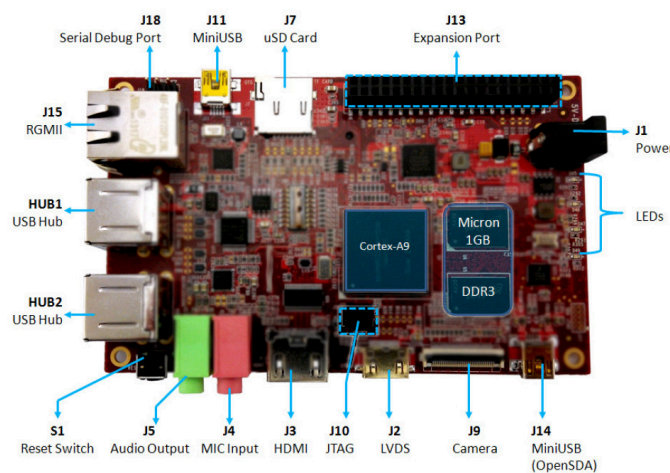 J18
Serial Debug Port
J11
MiniUSB
J7
uSD Card
J13
Expansion Port
J15
RGMII
J1
Power
HUB1
USB Hub
LEDs
Micron
1GB
Cortex-A9
HUB2
USB Hub
DDR3
S1
Reset Switch
J5
Audio Output
J4
MIC Input
J3
HDMI
J10
JTAG
J2
LVDS
J9
Camera
J14
MiniUSB
(OpenSDA)